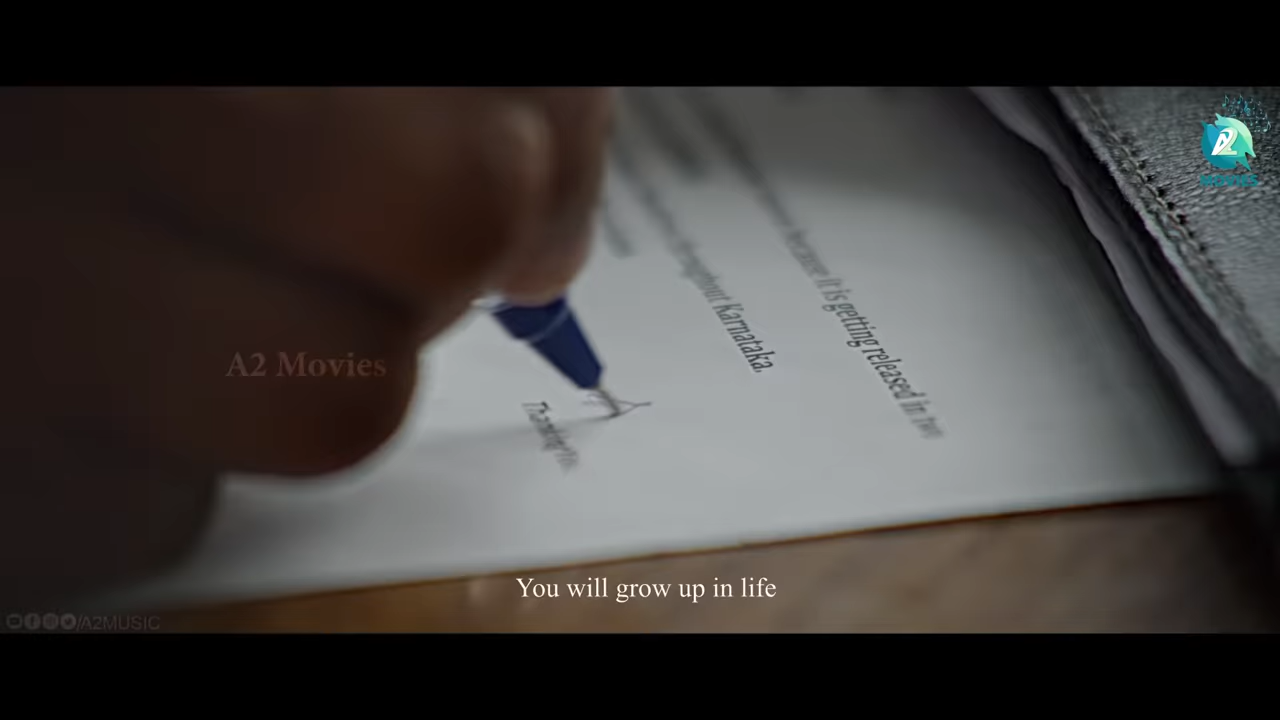 because it is getting released in two
throughout Karnataka.
Thanking You,
A2 Movies
MOVIES
You will grow up in life
/A2MUSIC